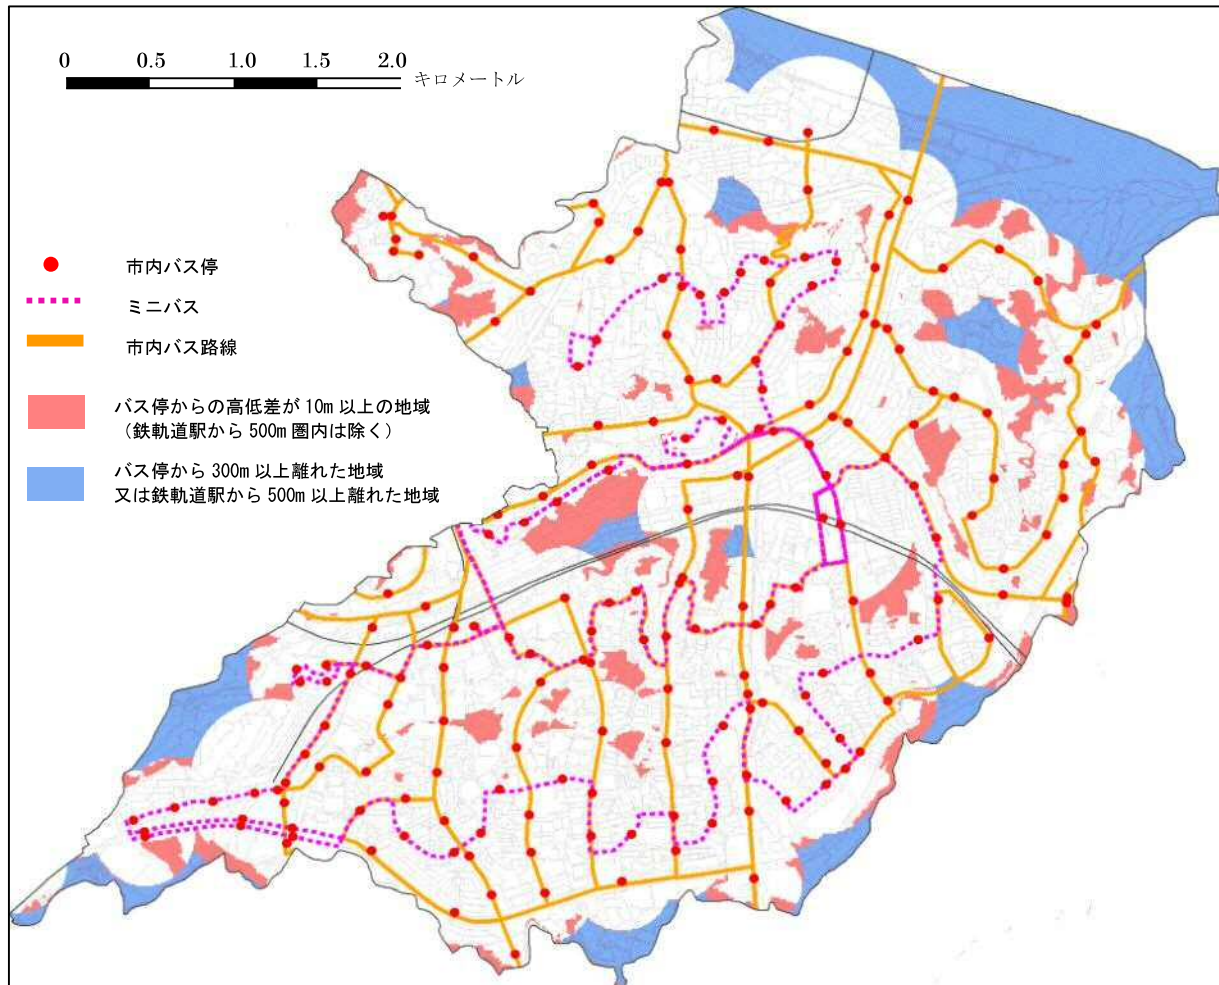 0 0.5 1.0 1.5 2.0
キロメートル
市内バス停
ミニバス
市内バス路線
バス停からの高低差が10m以上の地域
（鉄軌道駅から500m圏内は除く）
バス停から300m以上離れた地域
又は鉄軌道駅から500m以上離れた地域